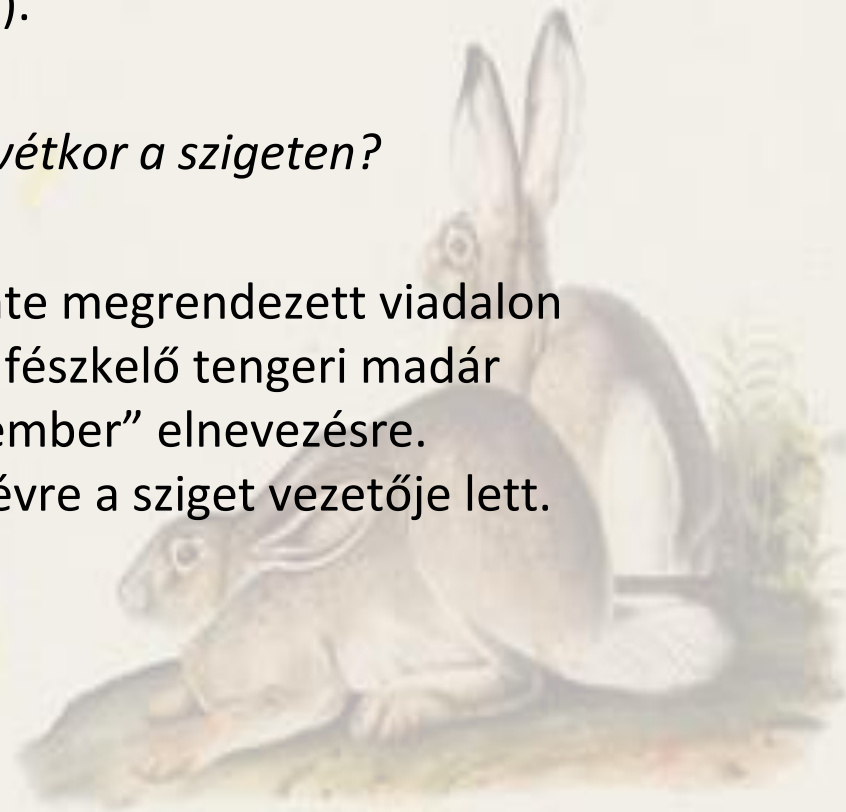 ).
vétkor a szigeten?
nte megrendezett viadalon
fészkelő tengeri madár
ember” elnevezésre.
évre a sziget vezetője lett.